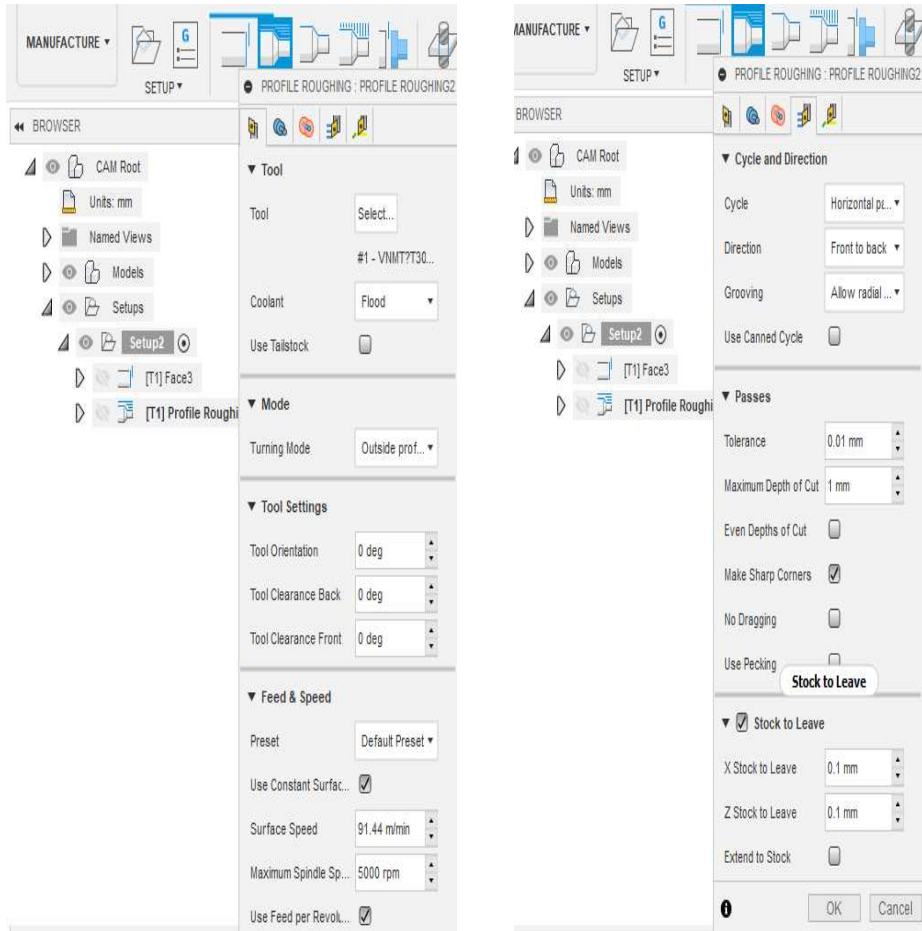 MANUFACTURE ▾
G
SETUP ▾
PROFILE ROUGHING : PROFILE ROUGHING2
BROWSER
CAM Root
Units: mm
Named Views
Models
Setups
Setup2
[T1] Face3
[T1] Profile Roughi
▼ Tool
Tool Select...
#1 - VNMT?T30...
Coolant Flood
Use Tailstock
▼ Mode
Turning Mode Outside prof...
▼ Tool Settings
Tool Orientation 0 deg
Tool Clearance Back 0 deg
Tool Clearance Front 0 deg
▼ Feed & Speed
Preset Default Preset
Use Constant Surfac...
Surface Speed 91.44 m/min
Maximum Spindle Sp... 5000 rpm
Use Feed per Revolu...
MANUFACTURE ▾
G
SETUP ▾
PROFILE ROUGHING : PROFILE ROUGHING2
BROWSER
CAM Root
Units: mm
Named Views
Models
Setups
Setup2
[T1] Face3
[T1] Profile Roughi
▼ Cycle and Direction
Cycle Horizontal pa...
Direction Front to back
Grooving Allow radial ...
Use Canned Cycle
▼ Passes
Tolerance 0.01 mm
Maximum Depth of Cut 1 mm
Even Depths of Cut
Make Sharp Corners
No Dragging
Use Pecking
Stock to Leave
▼ Stock to Leave
X Stock to Leave 0.1 mm
Z Stock to Leave 0.1 mm
Extend to Stock
OK Cancel